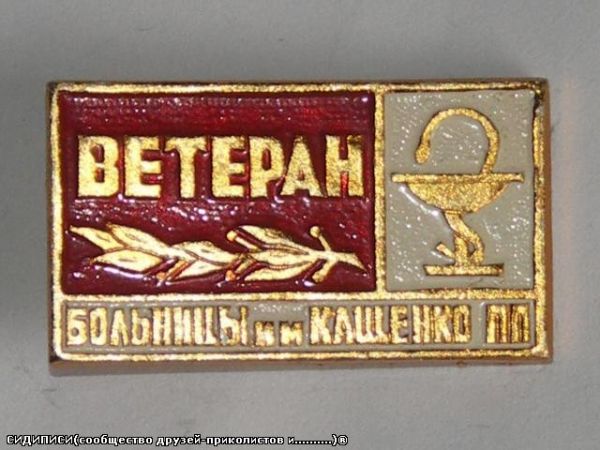 ВЕТЕРАН
БОЛЬНИЦЫ им КАЩЕНКО ПП
СИДИПИСИ(сообщество друзей-приколистов и..........)®